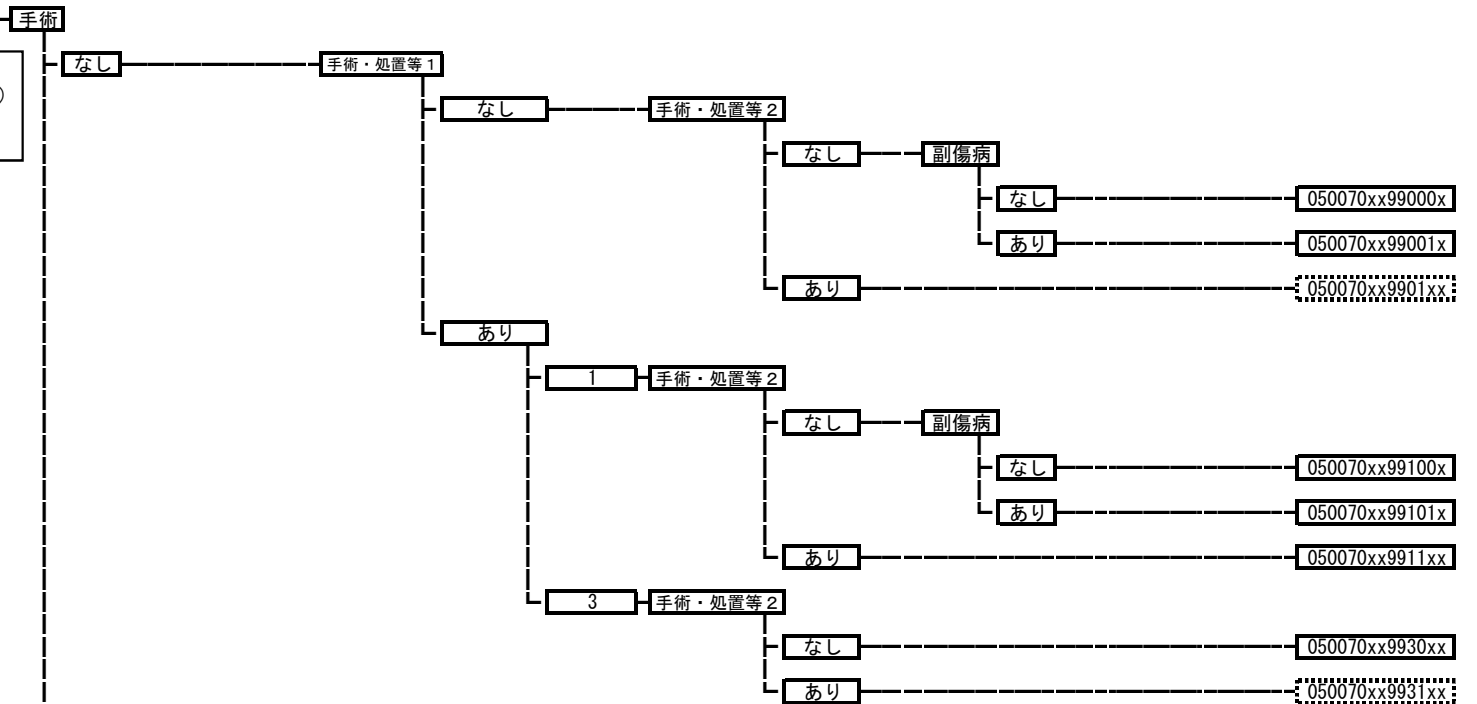 手術
）
なし 手術・処置等1
なし 手術・処置等2
なし 副傷病
なし 050070xx99000x
あり 050070xx99001x
あり 050070xx9901xx
あり
1 手術・処置等2
なし 副傷病
なし 050070xx99100x
あり 050070xx99101x
あり 050070xx9911xx
3 手術・処置等2
なし 050070xx9930xx
あり 050070xx9931xx